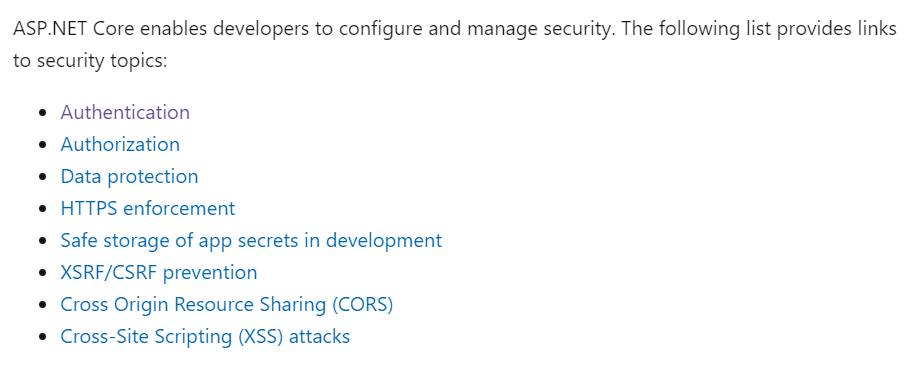 ASP.NET Core enables developers to configure and manage security. The following list provides links
to security topics:
• Authentication
• Authorization
• Data protection
• HTTPS enforcement
• Safe storage of app secrets in development
• XSRF/CSRF prevention
• Cross Origin Resource Sharing (CORS)
• Cross-Site Scripting (XSS) attacks